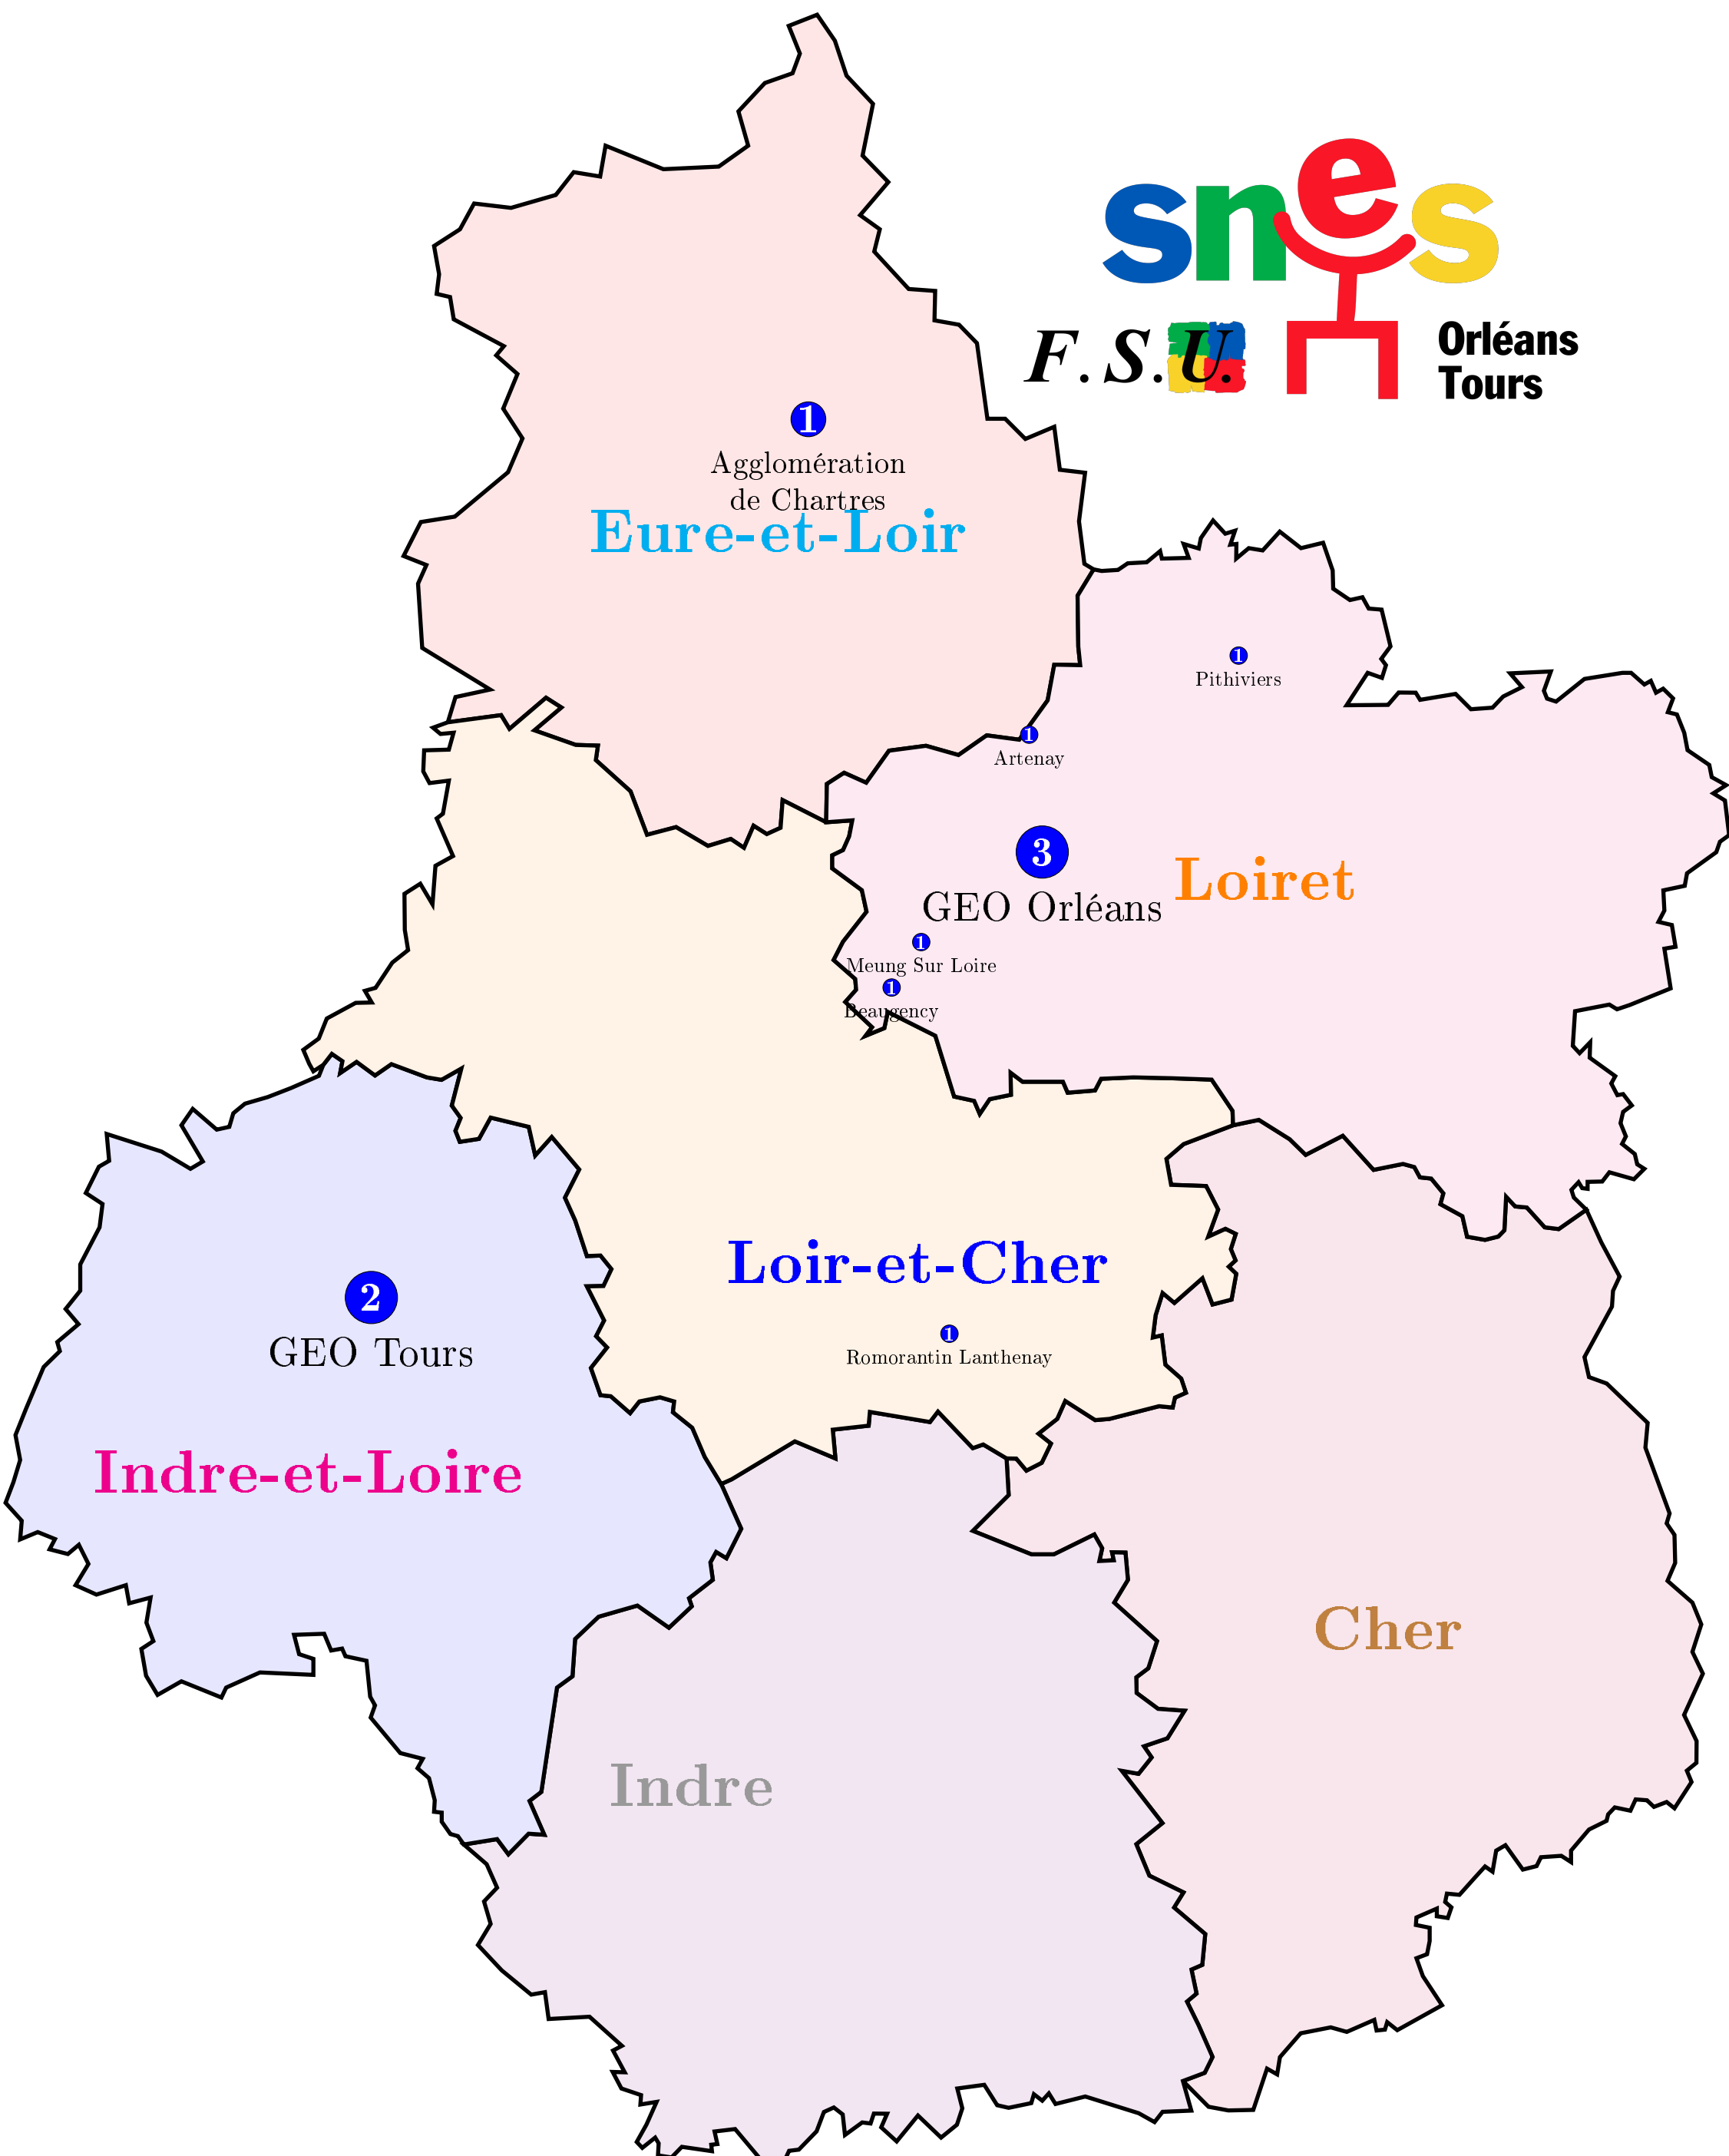 snes
F.S.U.
Orléans
Tours
1
Agglomération
de Chartres
Eure-et-Loir
1
Pithiviers
1
Artenay
3
GEO Orléans
Loiret
1
Meung Sur Loire
1
Beaugency
Loir-et-Cher
1
Romorantin Lanthenay
2
GEO Tours
Indre-et-Loire
Cher
Indre